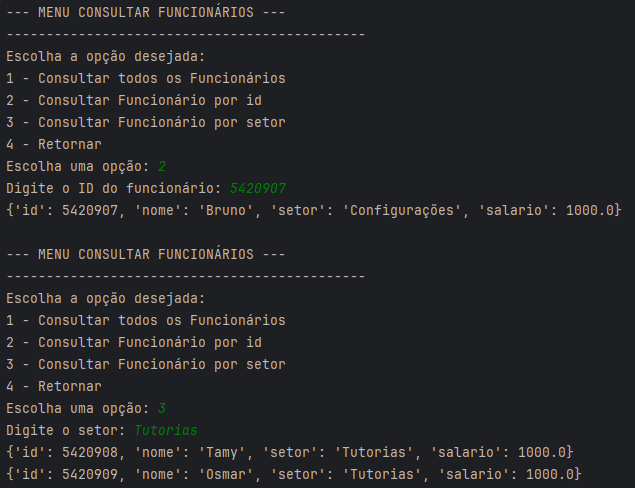 --- MENU CONSULTAR FUNCIONÁRIOS ---
---------------------------------------------
Escolha a opção desejada:
1 - Consultar todos os Funcionários
2 - Consultar Funcionário por id
3 - Consultar Funcionário por setor
4 - Retornar
Escolha uma opção: 2
Digite o ID do funcionário: 5420907
{'id': 5420907, 'nome': 'Bruno', 'setor': 'Configurações', 'salario': 1000.0}
--- MENU CONSULTAR FUNCIONÁRIOS ---
---------------------------------------------
Escolha a opção desejada:
1 - Consultar todos os Funcionários
2 - Consultar Funcionário por id
3 - Consultar Funcionário por setor
4 - Retornar
Escolha uma opção: 3
Digite o setor: Tutorias
{'id': 5420908, 'nome': 'Tamy', 'setor': 'Tutorias', 'salario': 1000.0}
{'id': 5420909, 'nome': 'Osmar', 'setor': 'Tutorias', 'salario': 1000.0}